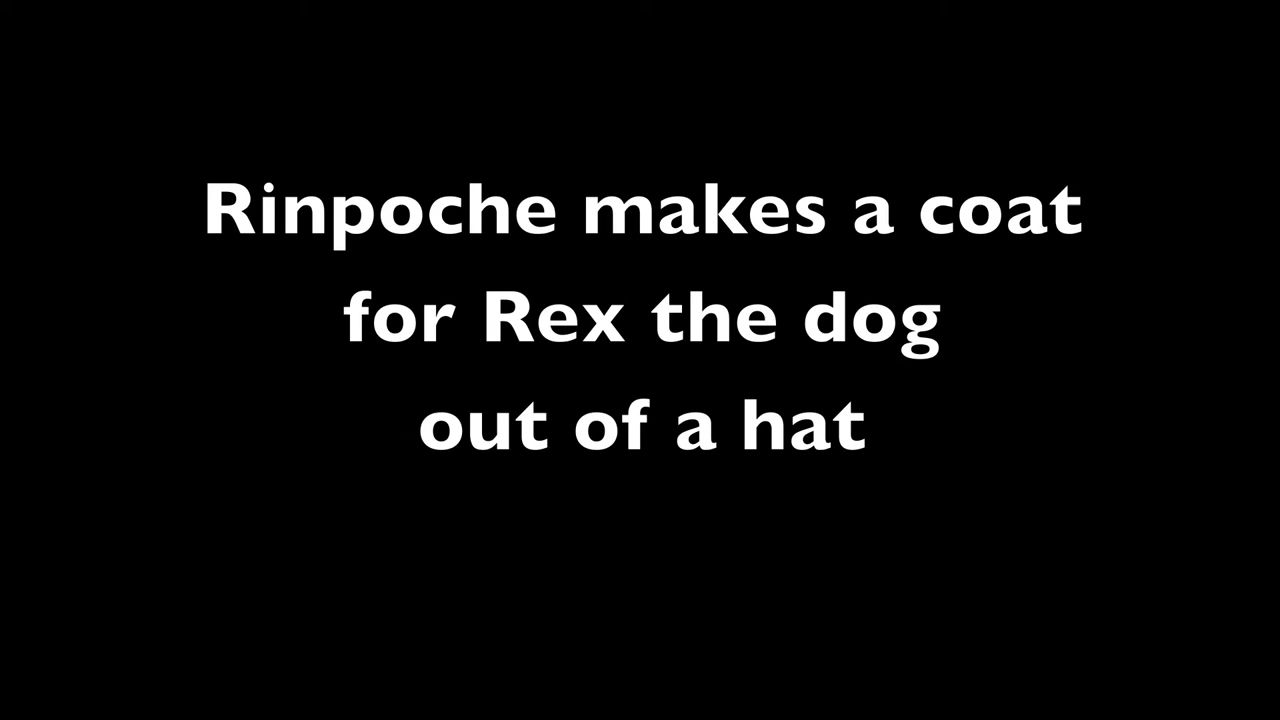 Rinpoche makes a coat
for Rex the dog
out of a hat